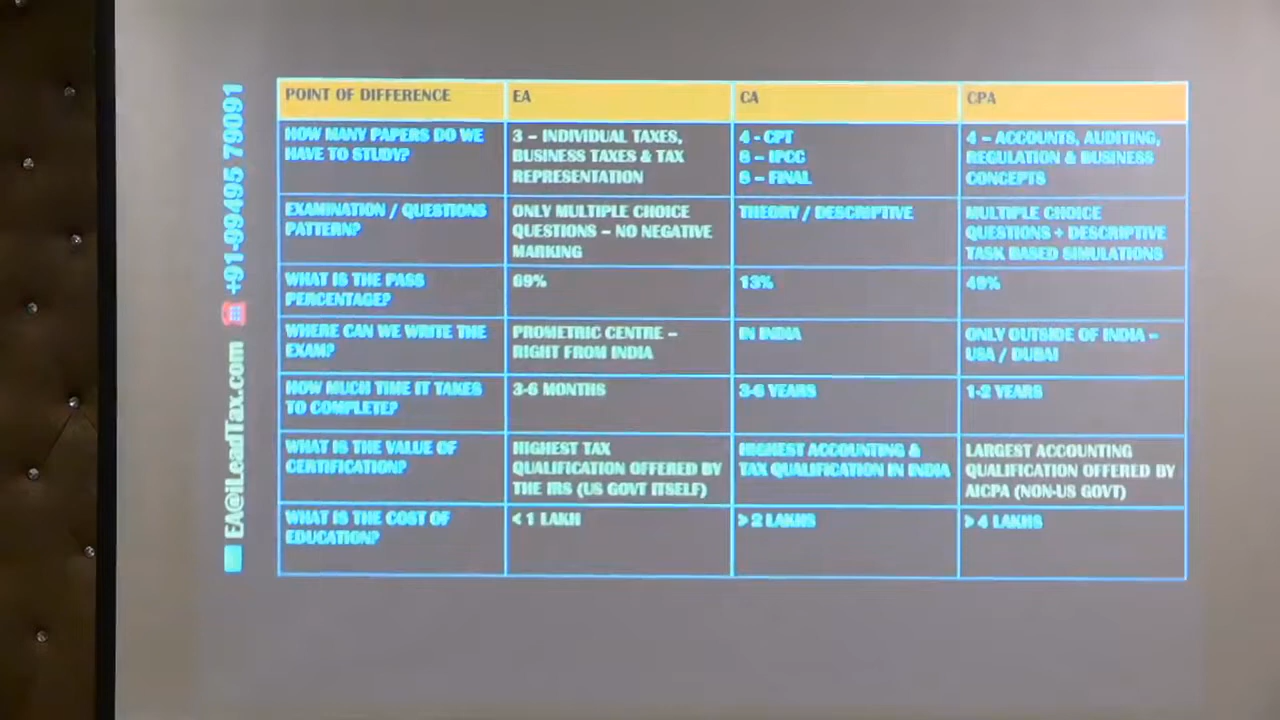 EA@iLeadTax.com ☎ +91-99495 79091
POINT OF DIFFERENCE
EA
CA
CPA
HOW MANY PAPERS DO WE
HAVE TO STUDY?
3 – INDIVIDUAL TAXES,
BUSINESS TAXES & TAX
REPRESENTATION
4 - CPT
8 – IPCC
8 – FINAL
4 – ACCOUNTS, AUDITING,
REGULATION & BUSINESS
CONCEPTS
EXAMINATION / QUESTIONS
PATTERN?
ONLY MULTIPLE CHOICE
QUESTIONS – NO NEGATIVE
MARKING
THEORY / DESCRIPTIVE
MULTIPLE CHOICE
QUESTIONS + DESCRIPTIVE
TASK BASED SIMULATIONS
WHAT IS THE PASS
PERCENTAGE?
69%
13%
49%
WHERE CAN WE WRITE THE
EXAM?
PROMETRIC CENTRE –
RIGHT FROM INDIA
IN INDIA
ONLY OUTSIDE OF INDIA –
USA / DUBAI
HOW MUCH TIME IT TAKES
TO COMPLETE?
3-6 MONTHS
3-6 YEARS
1-2 YEARS
WHAT IS THE VALUE OF
CERTIFICATION?
HIGHEST TAX
QUALIFICATION OFFERED BY
THE IRS (US GOVT ITSELF)
HIGHEST ACCOUNTING &
TAX QUALIFICATION IN INDIA
LARGEST ACCOUNTING
QUALIFICATION OFFERED BY
AICPA (NON-US GOVT)
WHAT IS THE COST OF
EDUCATION?
< 1 LAKH
> 2 LAKHS
> 4 LAKHS